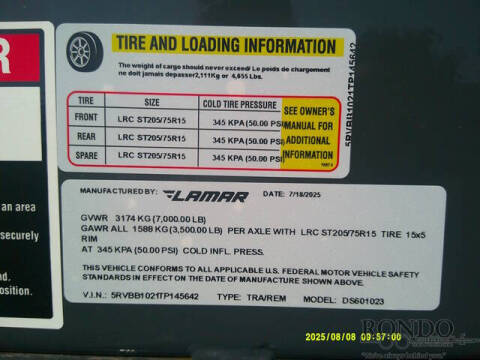 R
TIRE AND LOADING INFORMATION
The weight of cargo should never exceed/ Le poids de chargement
ne doit jamais depasser2,111Kg or 4,655 Lbs.
TIRE SIZE COLD TIRE PRESSURE
FRONT LRC ST205/75R15 345 KPA (50.00 PSI)
REAR LRC ST205/75R15 345 KPA (50.00 PSI)
SPARE LRC ST205/75R15 345 KPA (50.00 PSI)
SEE OWNER'S
MANUAL FOR
ADDITIONAL
INFORMATION
an area
securely
d.
position.
MANUFACTURED BY: LAMAR DATE: 7/18/2025
GVWR 3174 KG (7,000.00 LB)
GAWR ALL 1588 KG (3,500.00 LB) PER AXLE WITH LRC ST205/75R15 TIRE 15x5
RIM
AT 345 KPA (50.00 PSI) COLD INFL. PRESS.
THIS VEHICLE CONFORMS TO ALL APPLICABLE U.S. FEDERAL MOTOR VEHICLE SAFETY
STANDARDS IN EFFECT ON THE DATE OF MANUFACTURE SHOWN ABOVE.
V.I.N.: 5RVBB1021TP145642 TYPE: TRA/REM MODEL: DS601023
5RVBB1021TP145642
2025/08/08 09:57:00
RONDO